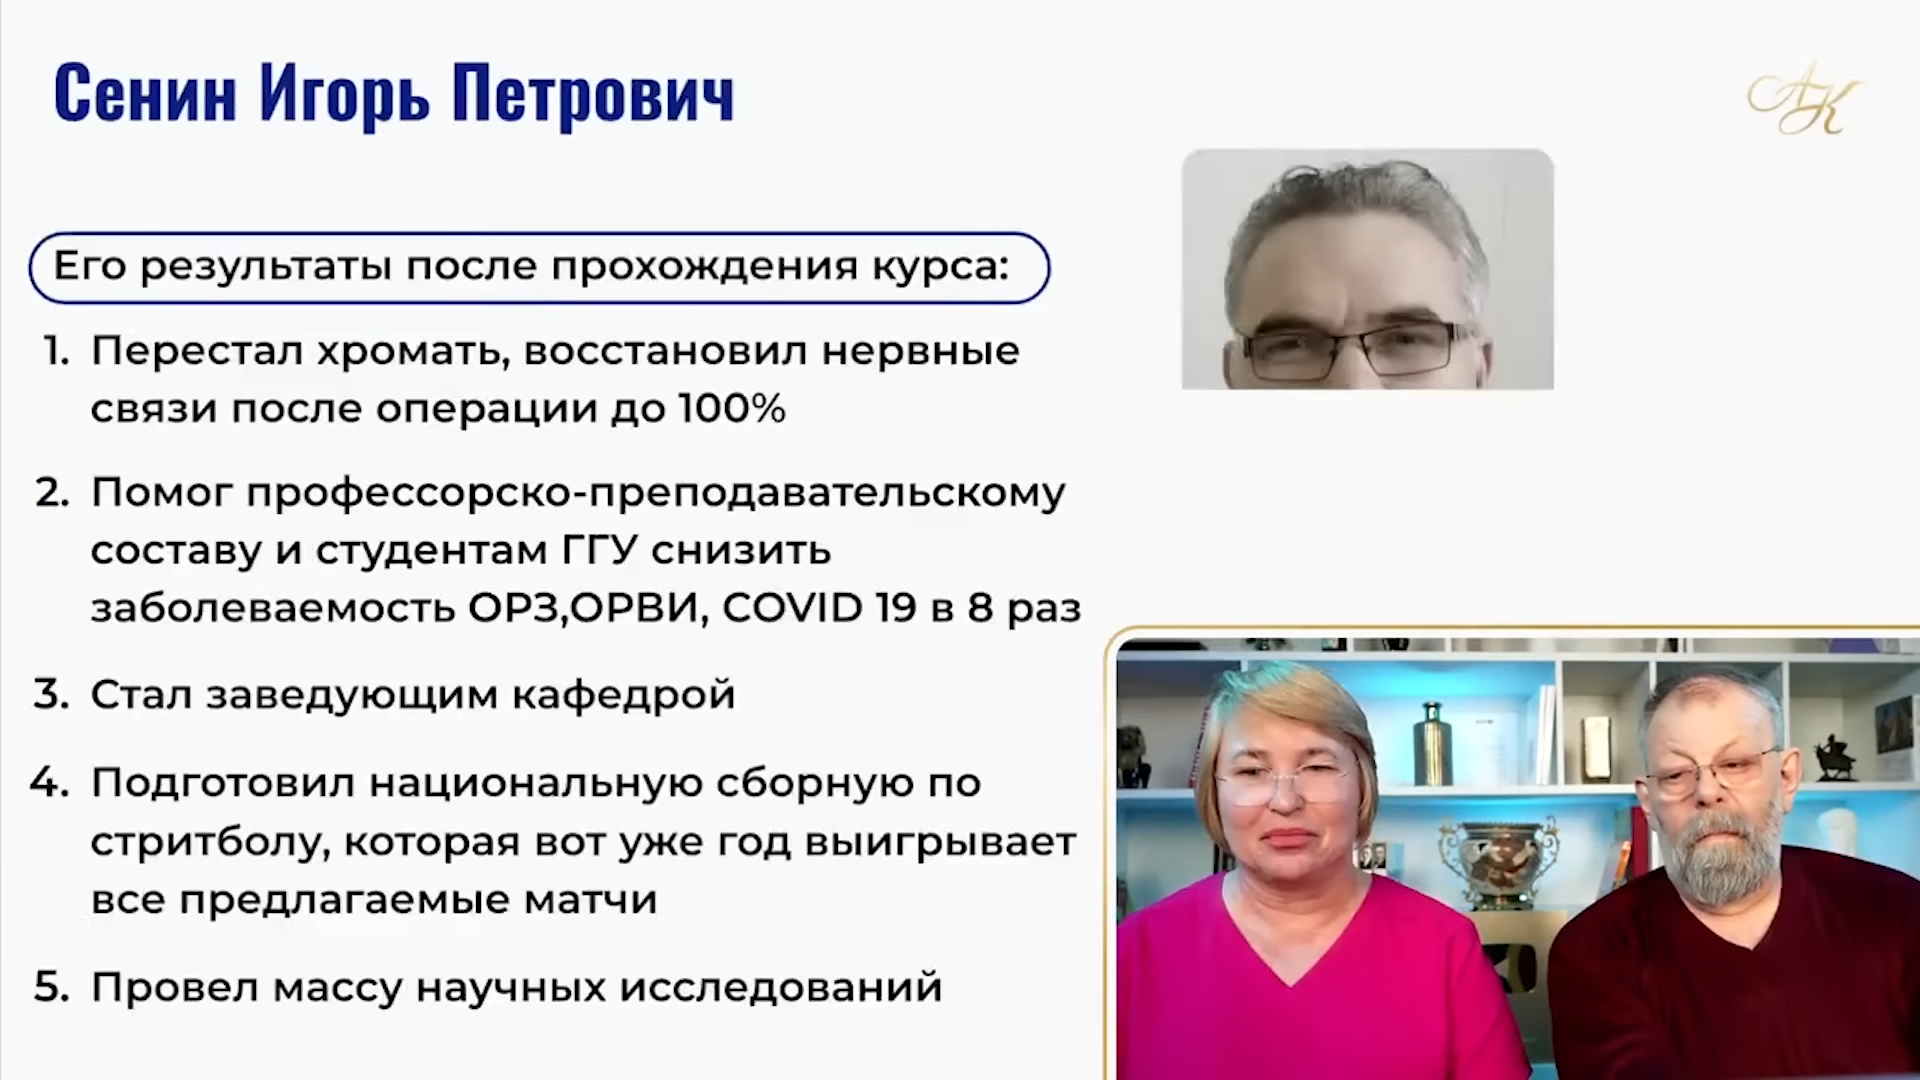 Сенин Игорь Петрович
АК
Его результаты после прохождения курса:
1. Перестал хромать, восстановил нервные
связи после операции до 100%
2. Помог профессорско-преподавательскому
составу и студентам ГГУ снизить
заболеваемость ОРЗ,ОРВИ, COVID 19 в 8 раз
3. Стал заведующим кафедрой
4. Подготовил национальную сборную по
стритболу, которая вот уже год выигрывает
все предлагаемые матчи
5. Провел массу научных исследований